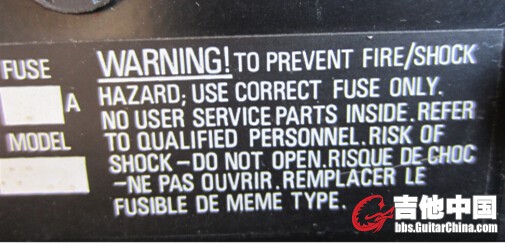 FUSE
A
MODEL
WARNING! TO PREVENT FIRE/SHOCK
HAZARD; USE CORRECT FUSE ONLY.
NO USER SERVICE PARTS INSIDE. REFER
TO QUALIFIED PERSONNEL. RISK OF
SHOCK-DO NOT OPEN. RISQUE DE CHOC
-NE PAS OUVRIR. REMPLACER LE
FUSIBLE DE MEME TYPE.
吉他中国
bbs.GuitarChina.com